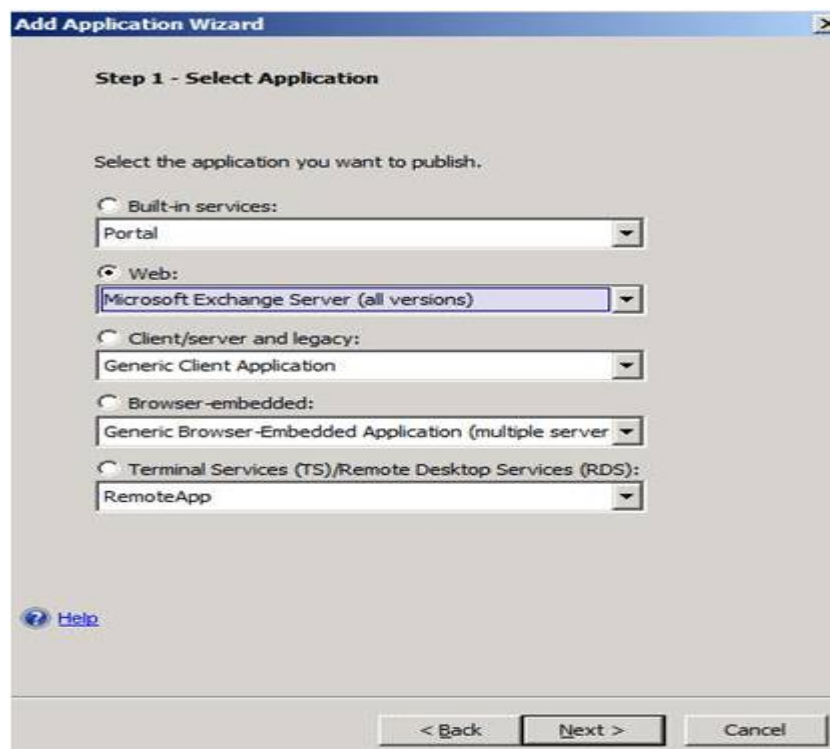 Add Application Wizard
Step 1 - Select Application
Select the application you want to publish.
Built-in services:
Portal
Web:
Microsoft Exchange Server (all versions)
Client/server and legacy:
Generic Client Application
Browser-embedded:
Generic Browser-Embedded Application (multiple server
Terminal Services (TS)/Remote Desktop Services (RDS):
RemoteApp
Help
< Back Next > Cancel